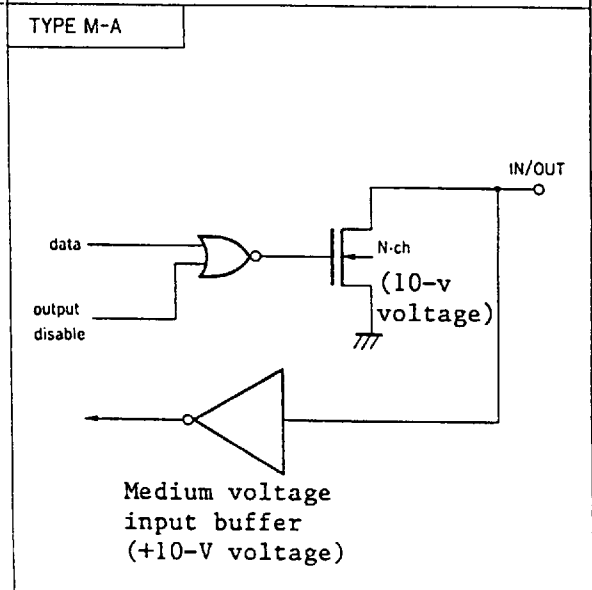 TYPE M-A
IN/OUT
data
N-ch
(10-v
voltage)
output
disable
Medium voltage
input buffer
(+10-V voltage)